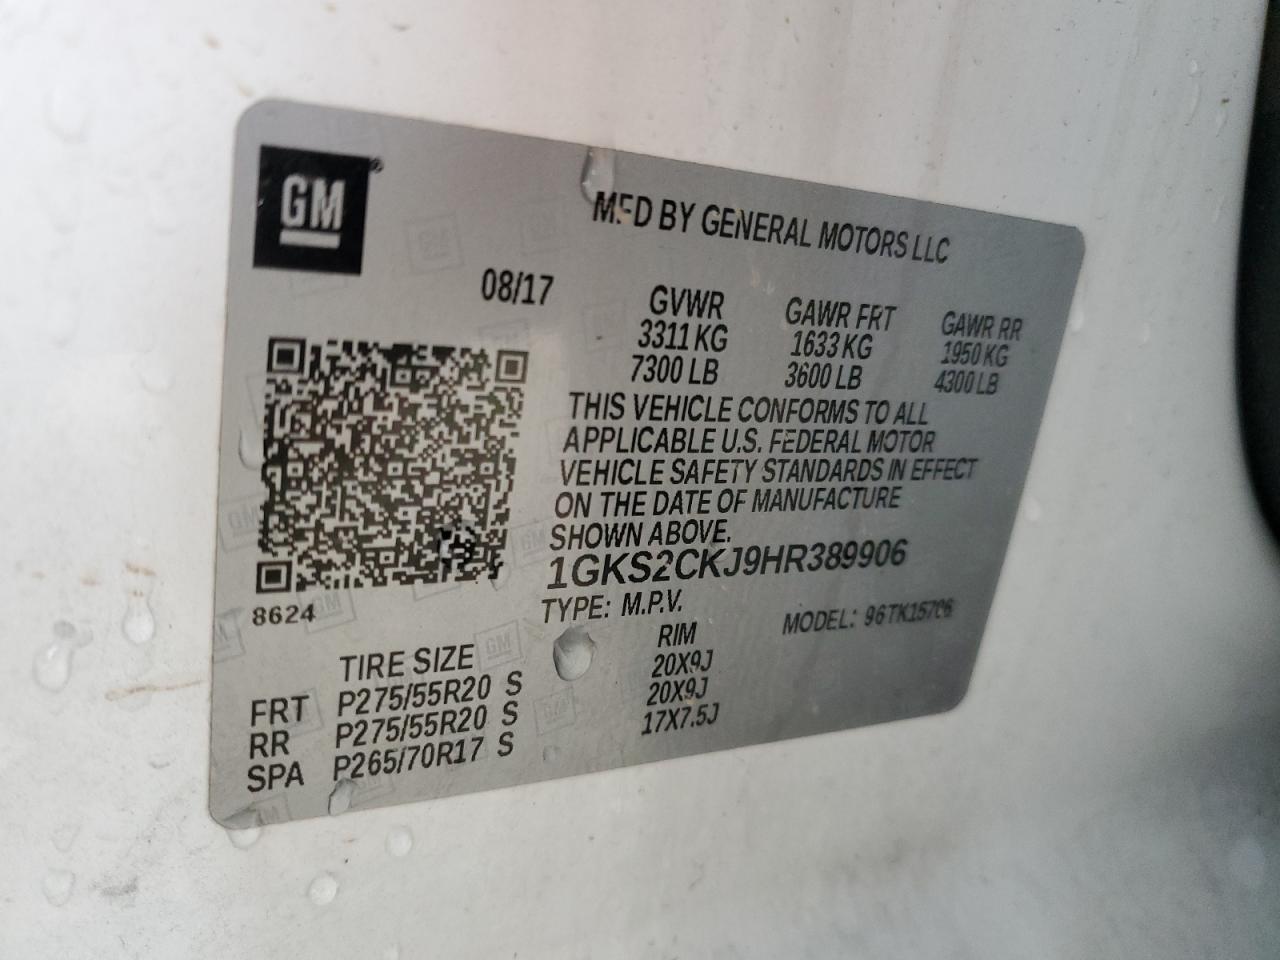 GM
MFD BY GENERAL MOTORS LLC
08/17
GVWR GAWR FRT GAWR RR
3311 KG 1633 KG 1950 KG
7300 LB 3600 LB 4300 LB
THIS VEHICLE CONFORMS TO ALL
APPLICABLE U.S. FEDERAL MOTOR
VEHICLE SAFETY STANDARDS IN EFFECT
ON THE DATE OF MANUFACTURE
SHOWN ABOVE.
1GKS2CKJ9HR389906
8624
TYPE: M.P.V. MODEL: 96TK15706
TIRE SIZE RIM
FRT P275/55R20 S 20X9J
RR P275/55R20 S 20X9J
SPA P265/70R17 S 17X7.5J